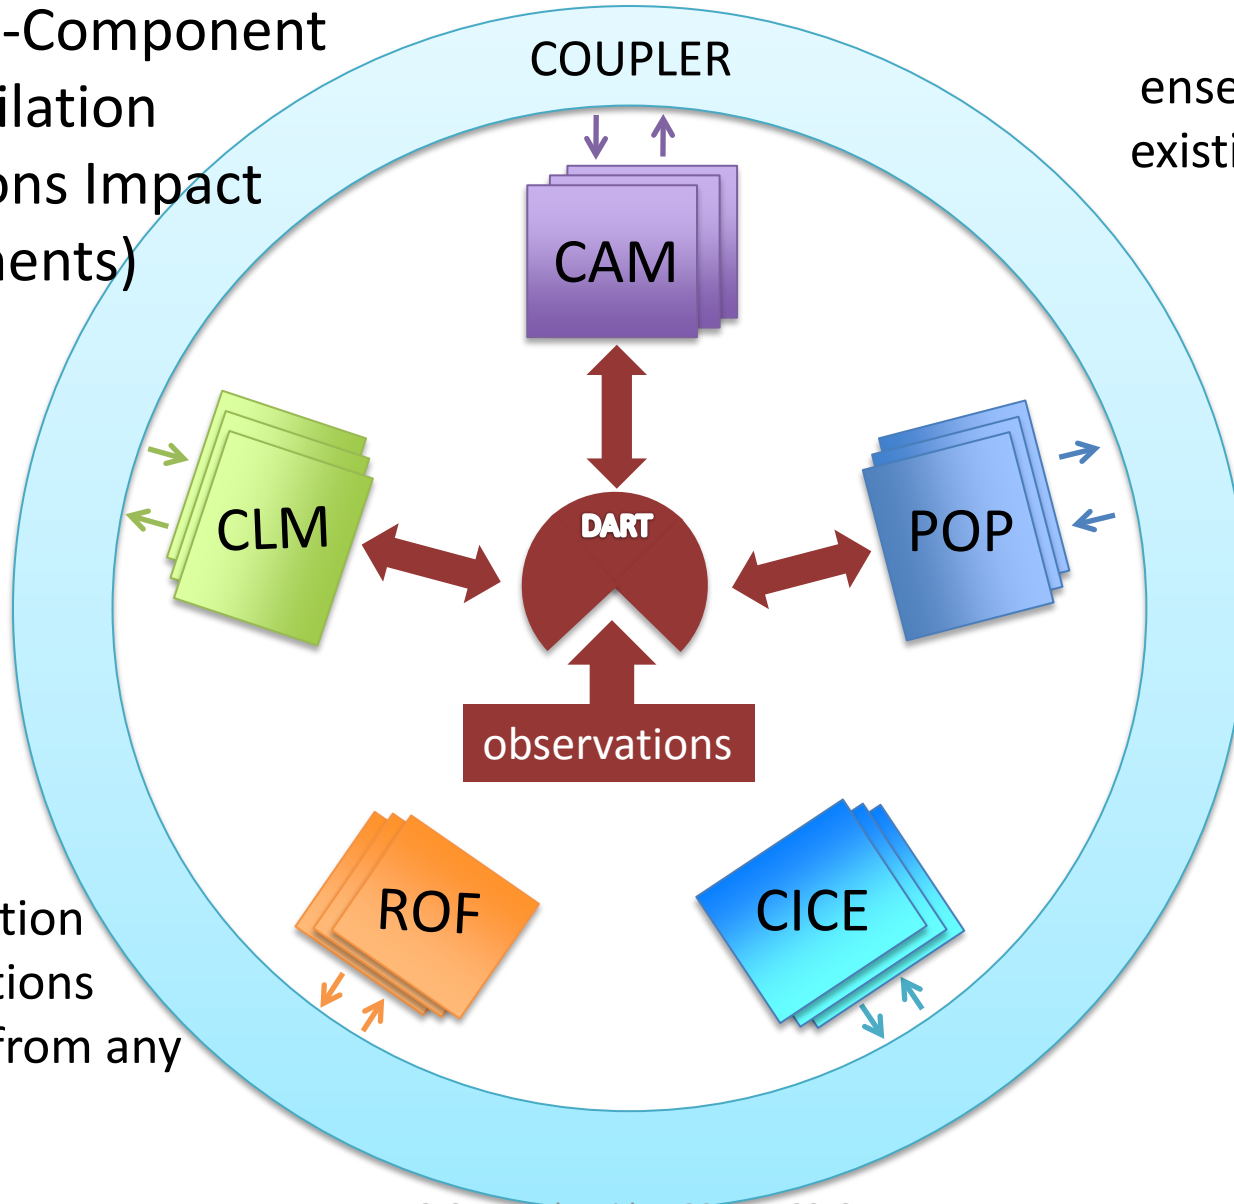 -Component
ilation
ons Impact
nents)
COUPLER
ense
existi
CAM
CLM
DART
POP
observations
ROF
CICE
tion
tions
from any